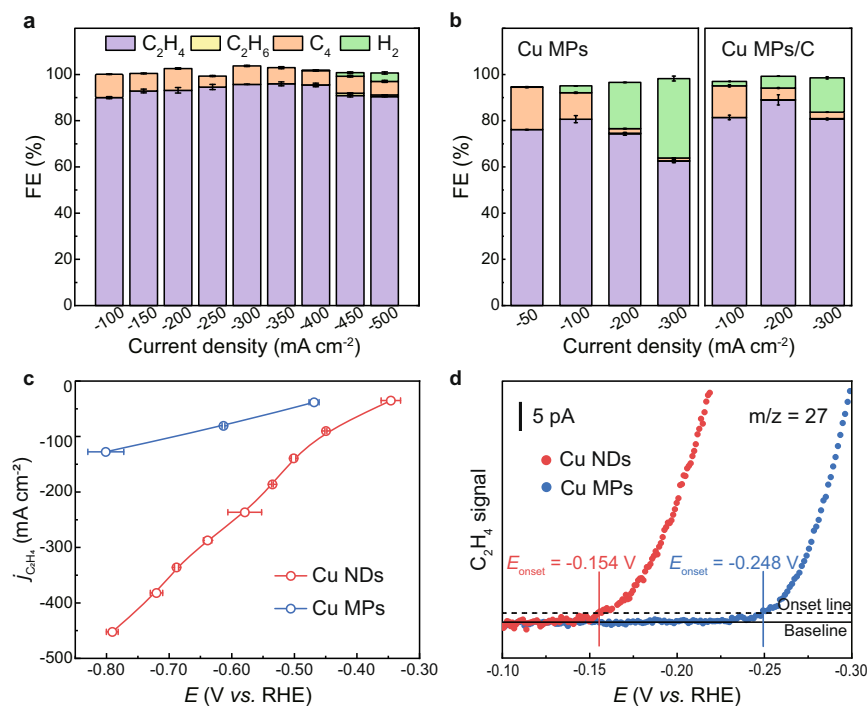 a
C₂H₄ C₂H₆ C₄ H₂
FE (%)
100
80
60
40
20
0
-100 -150 -200 -250 -300 -350 -400 -450 -500
Current density (mA cm⁻²)
b
Cu MPs Cu MPs/C
FE (%)
100
80
60
40
20
0
-50 -100 -200 -300 -100 -200 -300
Current density (mA cm⁻²)
c
j C₂H₄ (mA cm⁻²)
0
-100
-200
-300
-400
-500
Cu NDs
Cu MPs
-0.80 -0.70 -0.60 -0.50 -0.40 -0.30
E (V vs. RHE)
d
5 pA m/z = 27
Cu NDs
Cu MPs
C₂H₄ signal
Eonset = -0.154 V Eonset = -0.248 V
Onset line
Baseline
-0.10 -0.15 -0.20 -0.25 -0.30
E (V vs. RHE)